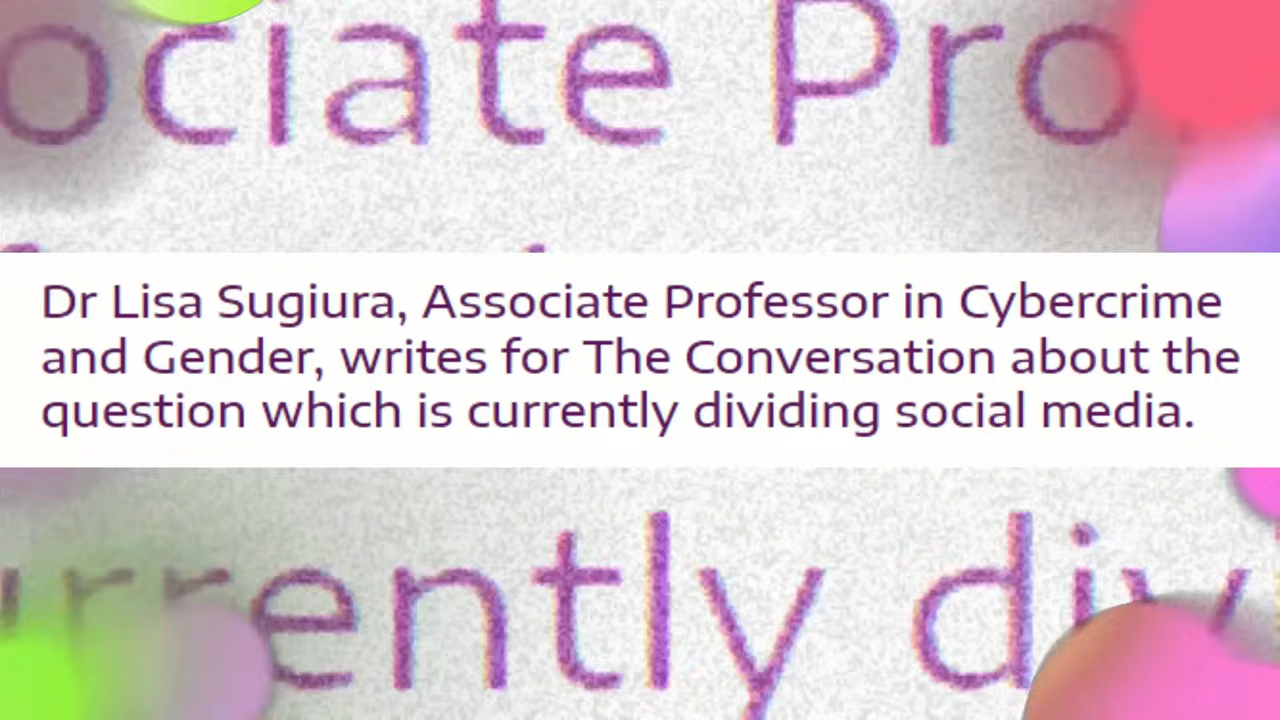 ociate Pro
Dr Lisa Sugiura, Associate Professor in Cybercrime
and Gender, writes for The Conversation about the
question which is currently dividing social media.
urrently divi